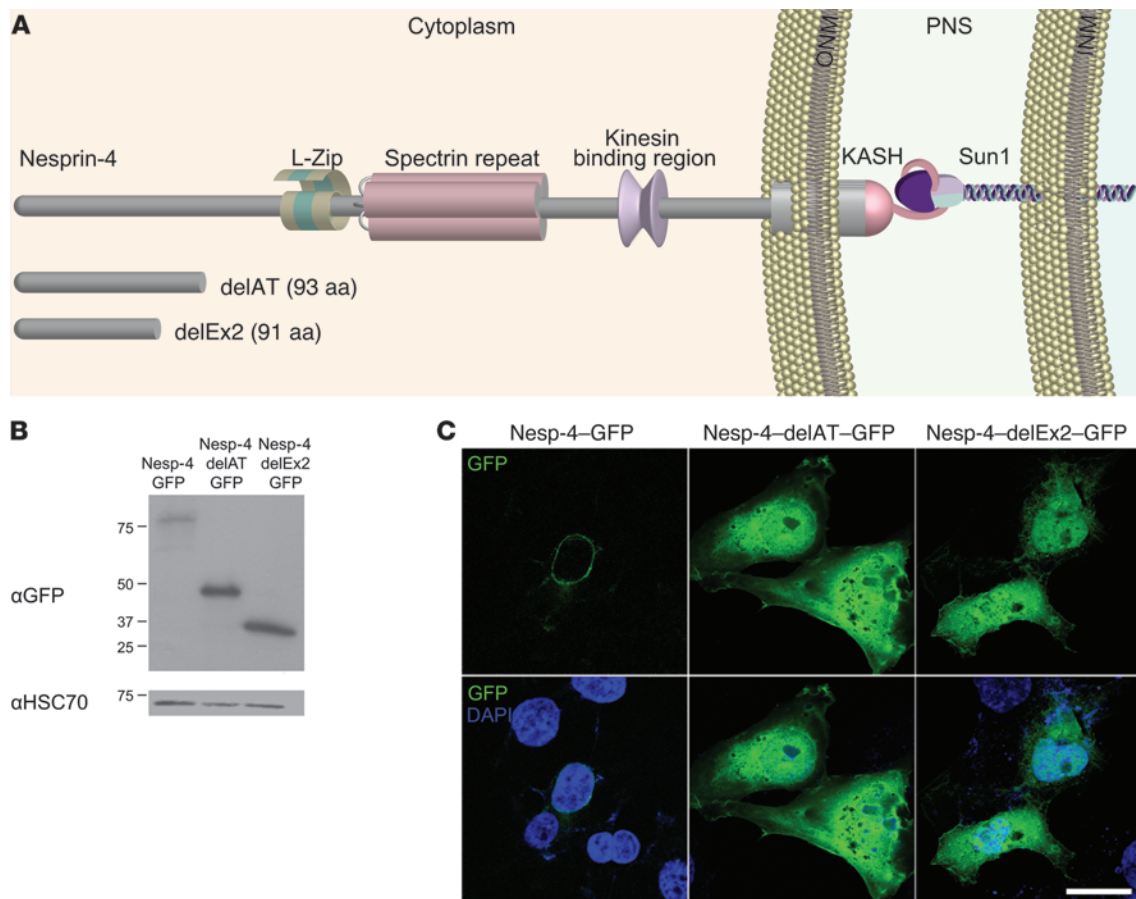 A
Cytoplasm
PNS
ONM
INM
Nesprin-4
L-Zip
Spectrin repeat
Kinesin
binding region
KASH
Sun1
delAT (93 aa)
delEx2 (91 aa)
B
Nesp-4
GFP
Nesp-4
delAT
GFP
Nesp-4
delEx2
GFP
75
50
37
25
αGFP
75
αHSC70
C
Nesp-4–GFP
Nesp-4–delAT–GFP
Nesp-4–delEx2–GFP
GFP
GFP
DAPI